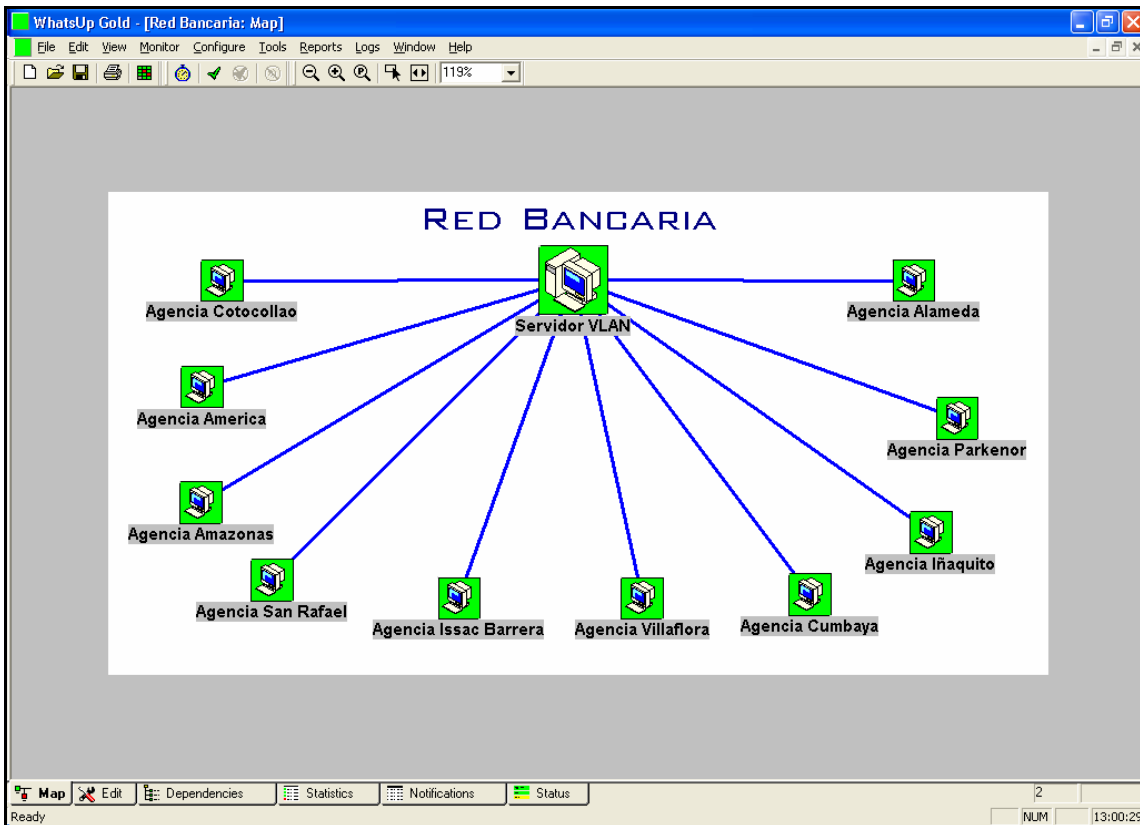 WhatsUp Gold - [Red Bancaria: Map]
File Edit View Monitor Configure Tools Reports Logs Window Help
119%
RED BANCARIA
Servidor VLAN
Agencia Cotocollao
Agencia Alameda
Agencia America
Agencia Parkenor
Agencia Amazonas
Agencia Iñaquito
Agencia San Rafael
Agencia Issac Barrera
Agencia Villaflora
Agencia Cumbaya
Map Edit Dependencies Statistics Notifications Status 2
Ready NUM 13:00:29